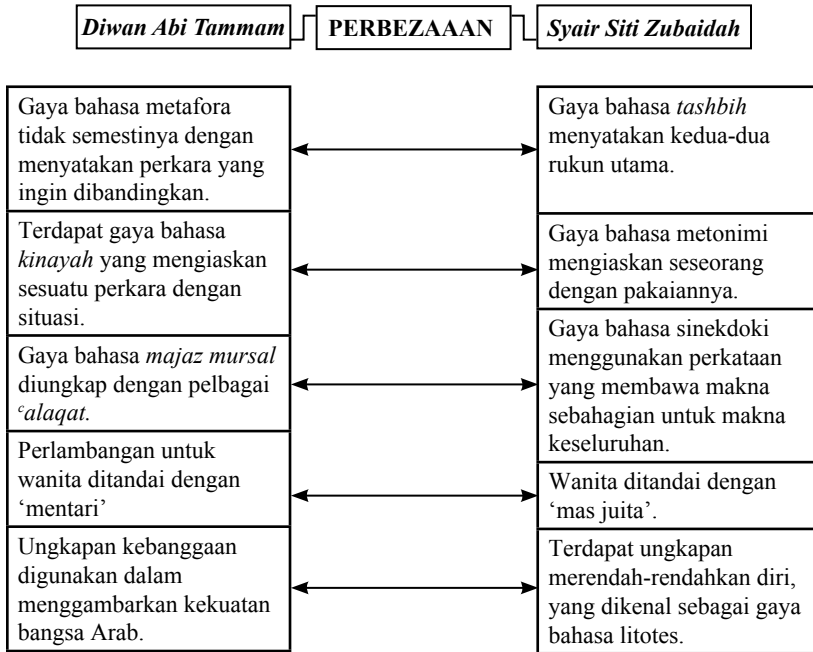 Diwan Abi Tammam PERBEZAAAN Syair Siti Zubaidah
Gaya bahasa metafora
tidak semestinya dengan
menyatakan perkara yang
ingin dibandingkan.
Gaya bahasa tashbih
menyatakan kedua-dua
rukun utama.
Terdapat gaya bahasa
kinayah yang mengiaskan
sesuatu perkara dengan
situasi.
Gaya bahasa metonimi
mengiaskan seseorang
dengan pakaiannya.
Gaya bahasa majaz mursal
diungkap dengan pelbagai
ᶜalaqat.
Gaya bahasa sinekdoki
menggunakan perkataan
yang membawa makna
sebahagian untuk makna
keseluruhan.
Perlambangan untuk
wanita ditandai dengan
‘mentari’
Wanita ditandai dengan
‘mas juita’.
Ungkapan kebanggaan
digunakan dalam
menggambarkan kekuatan
bangsa Arab.
Terdapat ungkapan
merendah-rendahkan diri,
yang dikenal sebagai gaya
bahasa litotes.